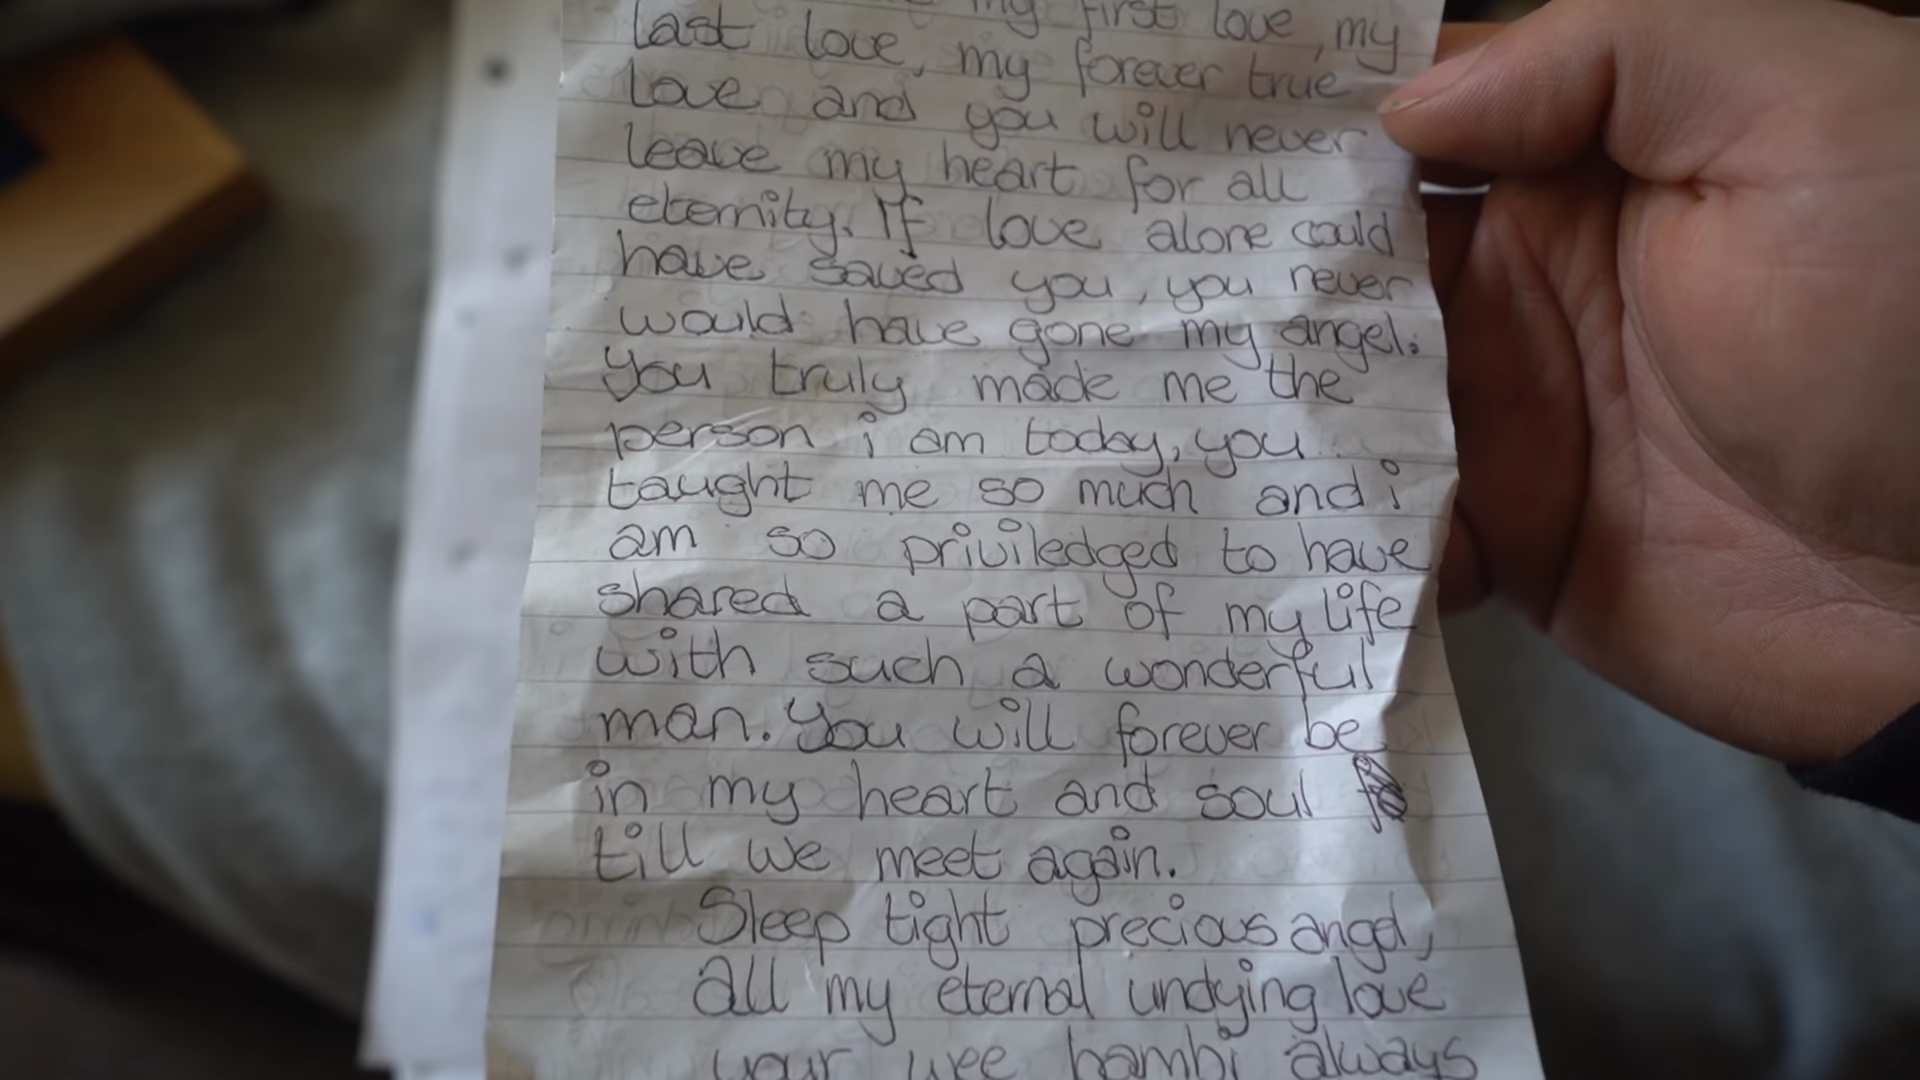 my first love, my
last love, my forever true
love and you will never
leave my heart for all
eternity. If love alone could
have saved you, you never
would have gone my angel.
You truly made me the
person i am today, you
taught me so much and i
am so priviledged to have
shared a part of my life
with such a wonderful
man. You will forever be
in my heart and soul
till we meet again.
Sleep tight precious angel,
all my eternal undying love
your wee bambi always